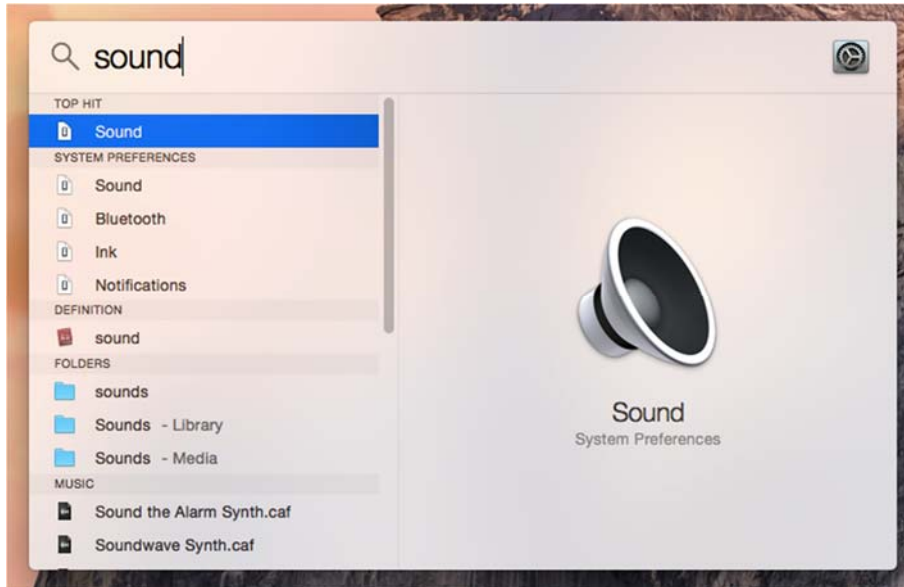 sound
TOP HIT
Sound
SYSTEM PREFERENCES
Sound
Bluetooth
Ink
Notifications
DEFINITION
sound
FOLDERS
sounds
Sounds - Library
Sounds - Media
MUSIC
Sound the Alarm Synth.caf
Soundwave Synth.caf
Sound
System Preferences